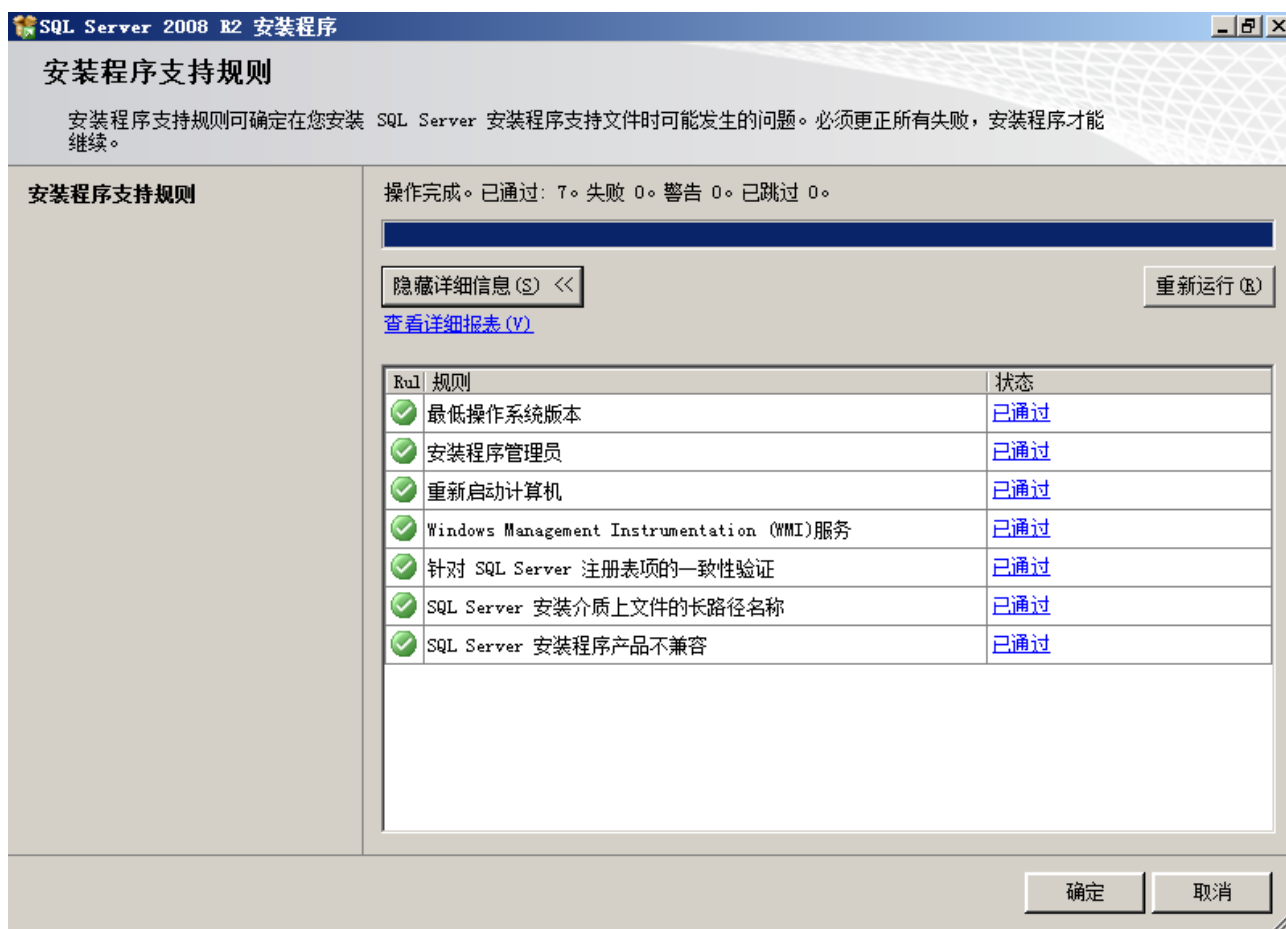 SQL Server 2008 R2 安装程序
安装程序支持规则
安装程序支持规则可确定在您安装 SQL Server 安装程序支持文件时可能发生的问题。必须更正所有失败，安装程序才能
继续。
安装程序支持规则
操作完成。已通过: 7。失败 0。警告 0。已跳过 0。
隐藏详细信息(S) <<
重新运行(R)
查看详细报表(V)
Rul 规则 状态
最低操作系统版本 已通过
安装程序管理员 已通过
重新启动计算机 已通过
Windows Management Instrumentation (WMI)服务 已通过
针对 SQL Server 注册表项的一致性验证 已通过
SQL Server 安装介质上文件的长路径名称 已通过
SQL Server 安装程序产品不兼容 已通过
确定 取消